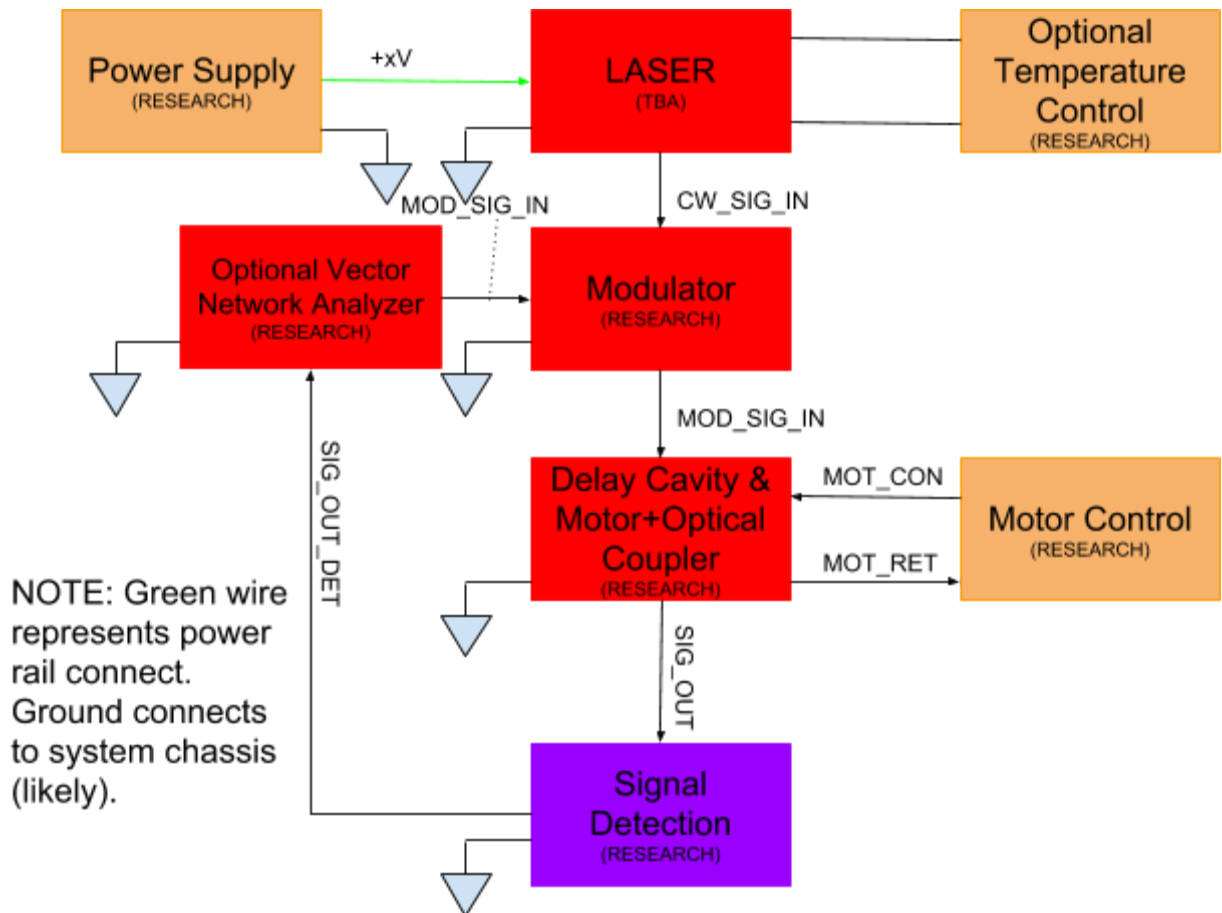 Power Supply
(RESEARCH)
+xV
LASER
(TBA)
Optional
Temperature
Control
(RESEARCH)
MOD_SIG_IN
CW_SIG_IN
Optional Vector
Network Analyzer
(RESEARCH)
Modulator
(RESEARCH)
MOD_SIG_IN
SIG_OUT_DET
Delay Cavity &
Motor+Optical
Coupler
(RESEARCH)
MOT_CON
MOT_RET
Motor Control
(RESEARCH)
NOTE: Green wire
represents power
rail connect.
Ground connects
to system chassis
(likely).
SIG_OUT
Signal
Detection
(RESEARCH)